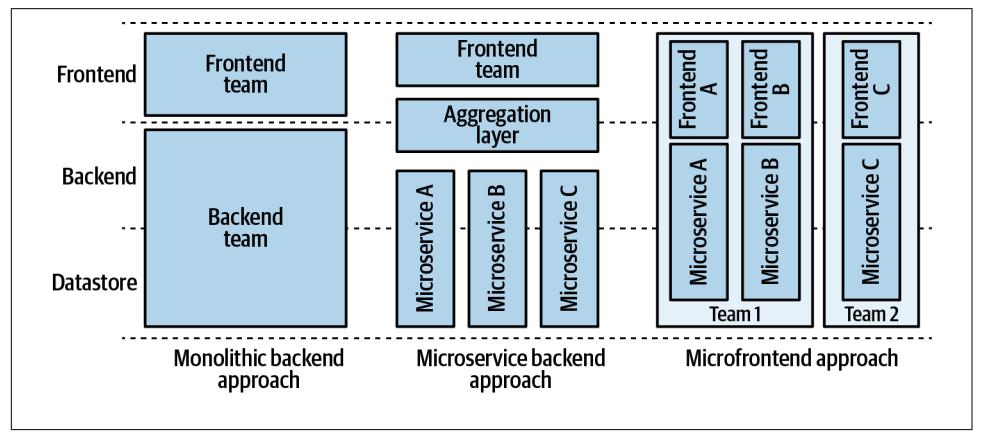 Frontend
Backend
Datastore
Frontend
team
Backend
team
Monolithic backend
approach
Frontend
team
Aggregation
layer
Microservice A
Microservice B
Microservice C
Microservice backend
approach
Frontend
A
Frontend
B
Frontend
C
Microservice A
Microservice B
Microservice C
Team 1
Team 2
Microfrontend approach